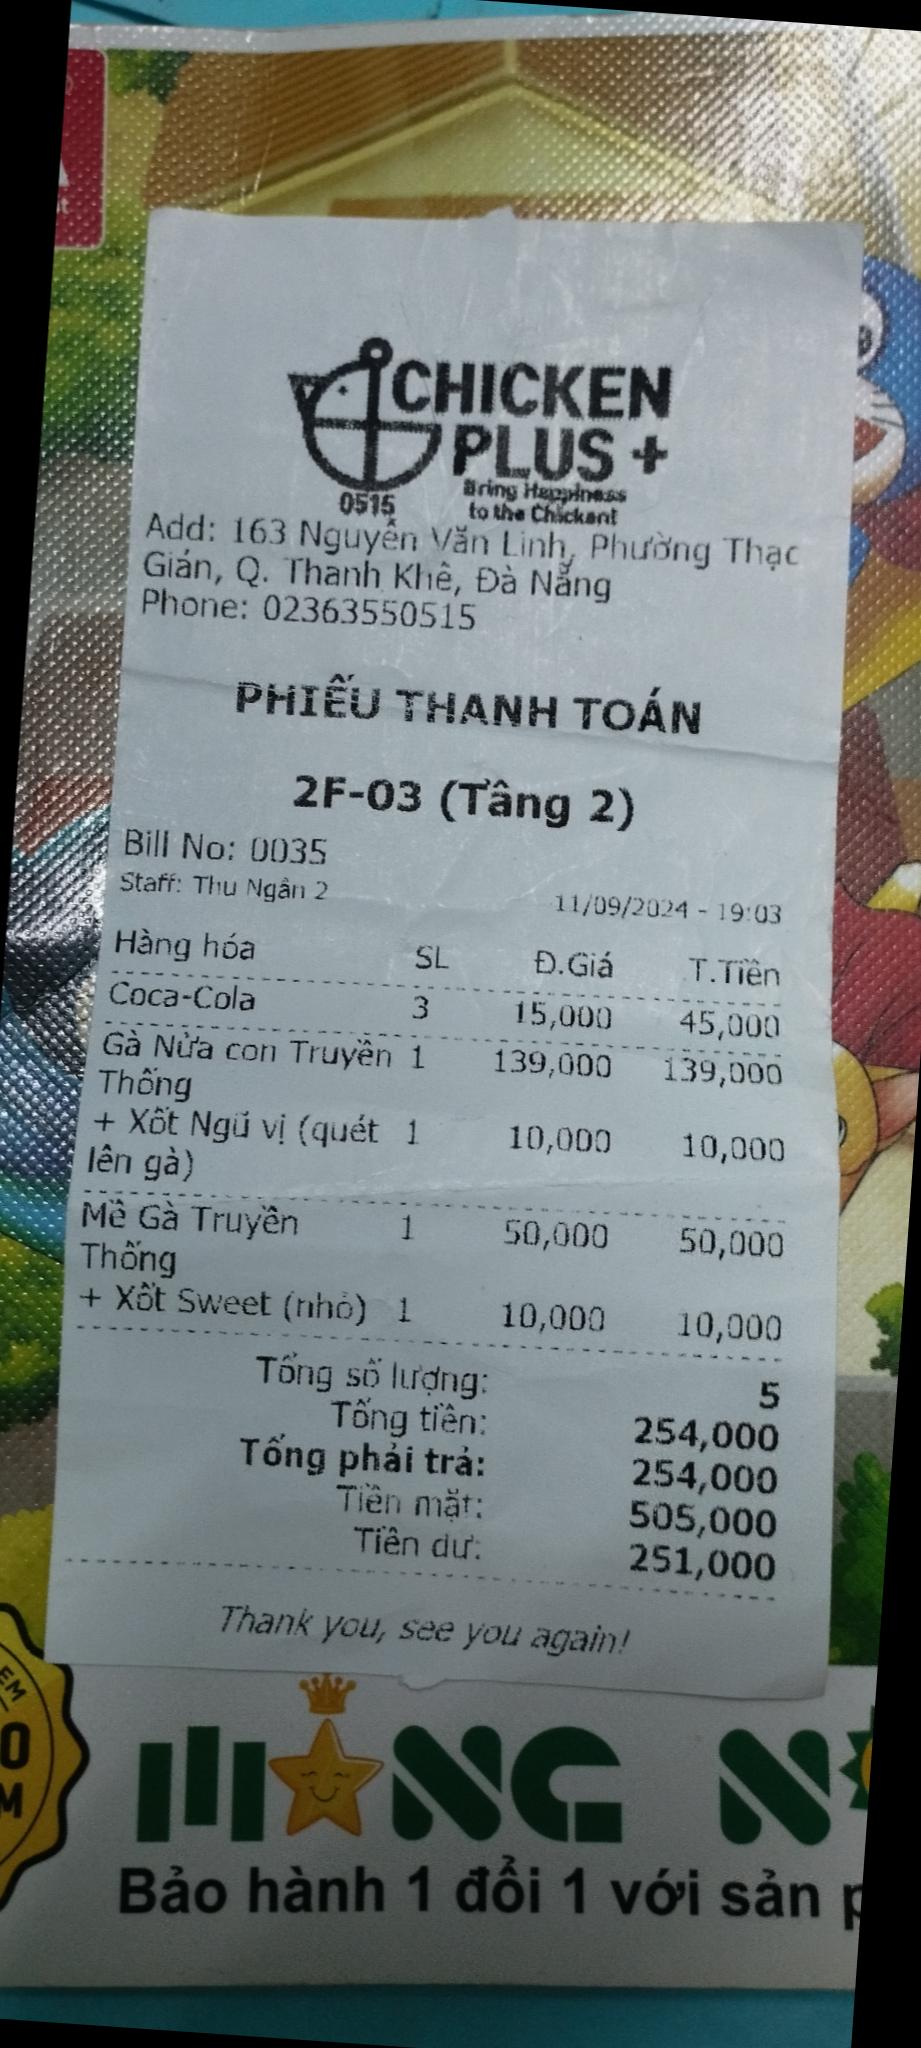 CHICKEN
PLUS +
Bring Happiness
to the Chickent
0515
Add: 163 Nguyễn Văn Linh, Phường Thạc
Gián, Q. Thanh Khê, Đà Nẵng
Phone: 02363550515
PHIẾU THANH TOÁN
2F-03 (Tầng 2)
Bill No: 0035
Staff: Thu Ngân 2
11/09/2024 - 19:03
Hàng hóa SL Đ.Giá T.Tiền
Coca-Cola 3 15,000 45,000
Gà Nửa con Truyền 1 139,000 139,000
Thống
+ Xốt Ngũ vị (quét 1 10,000 10,000
lên gà)
Mề Gà Truyền 1 50,000 50,000
Thống
+ Xốt Sweet (nhỏ) 1 10,000 10,000
Tổng số lượng: 5
Tổng tiền: 254,000
Tổng phải trả: 254,000
Tiền mặt: 505,000
Tiền dư: 251,000
Thank you, see you again!
Bảo hành 1 đổi 1 với sản